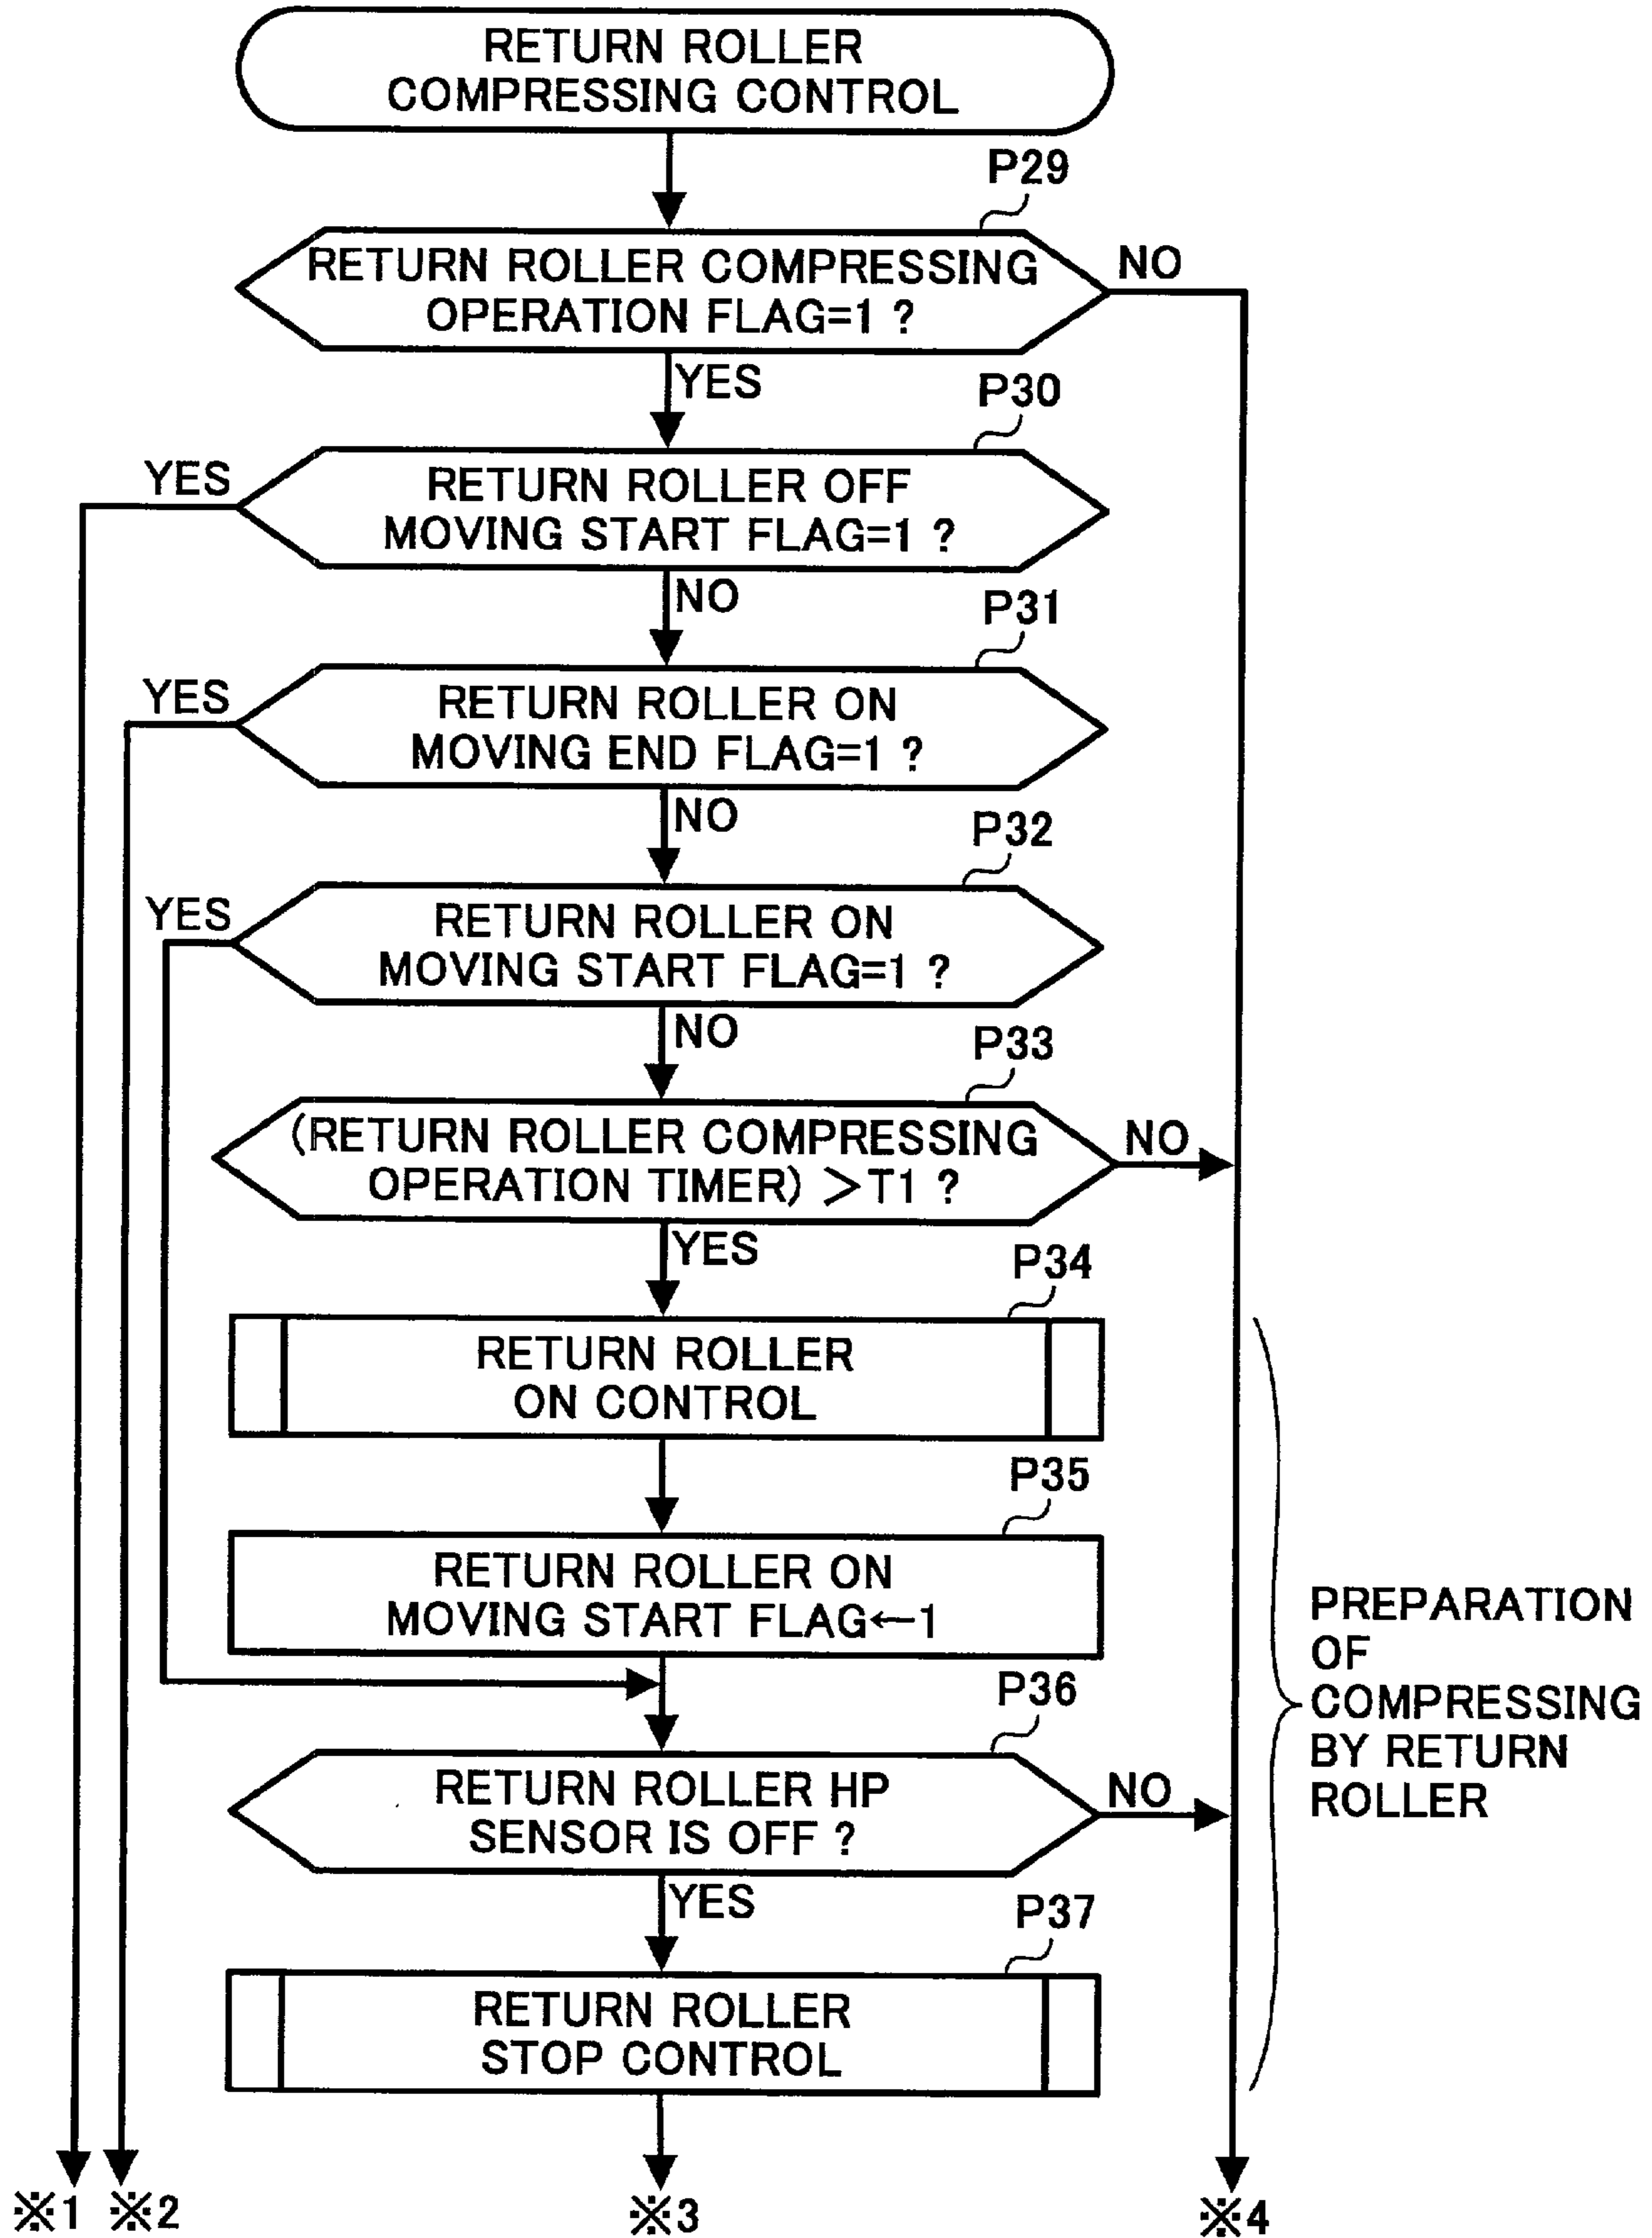 RETURN ROLLER
COMPRESSING CONTROL
P29
RETURN ROLLER COMPRESSING
OPERATION FLAG=1 ?
NO
YES
P30
YES
RETURN ROLLER OFF
MOVING START FLAG=1 ?
NO
P31
YES
RETURN ROLLER ON
MOVING END FLAG=1 ?
NO
P32
YES
RETURN ROLLER ON
MOVING START FLAG=1 ?
NO
P33
(RETURN ROLLER COMPRESSING
OPERATION TIMER) >T1 ?
NO
YES
P34
RETURN ROLLER
ON CONTROL
P35
RETURN ROLLER ON
MOVING START FLAG←1
P36
RETURN ROLLER HP
SENSOR IS OFF ?
NO
YES
P37
RETURN ROLLER
STOP CONTROL
PREPARATION
OF
COMPRESSING
BY RETURN
ROLLER
※1 ※2 ※3 ※4